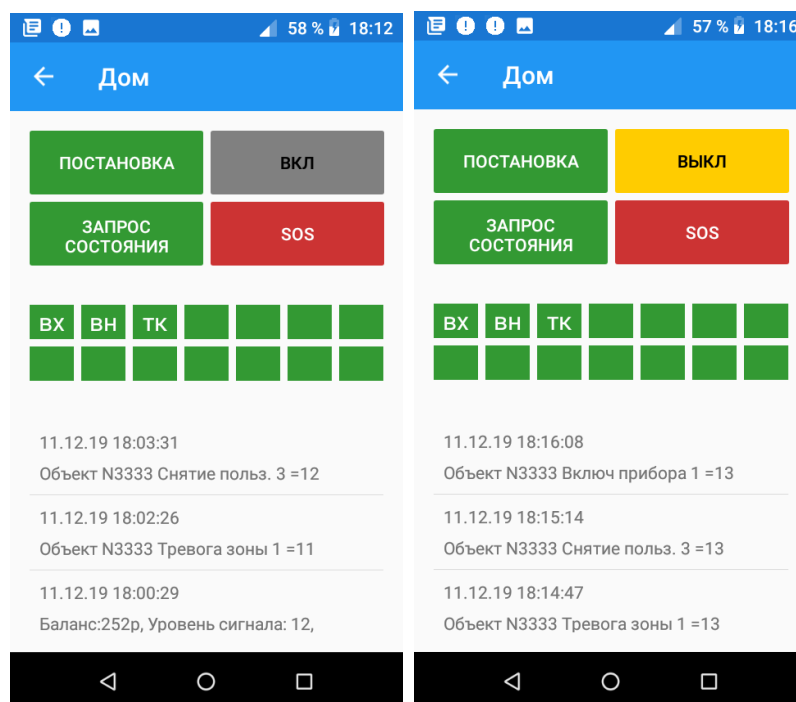 58 % 18:12
Дом
ПОСТАНОВКА
ВКЛ
ЗАПРОС
СОСТОЯНИЯ
SOS
ВХ ВН ТК
11.12.19 18:03:31
Объект N3333 Снятие польз. 3 =12
11.12.19 18:02:26
Объект N3333 Тревога зоны 1 =11
11.12.19 18:00:29
Баланс:252р, Уровень сигнала: 12,
57 % 18:16
Дом
ПОСТАНОВКА
ВЫКЛ
ЗАПРОС
СОСТОЯНИЯ
SOS
ВХ ВН ТК
11.12.19 18:16:08
Объект N3333 Включ прибора 1 =13
11.12.19 18:15:14
Объект N3333 Снятие польз. 3 =13
11.12.19 18:14:47
Объект N3333 Тревога зоны 1 =13